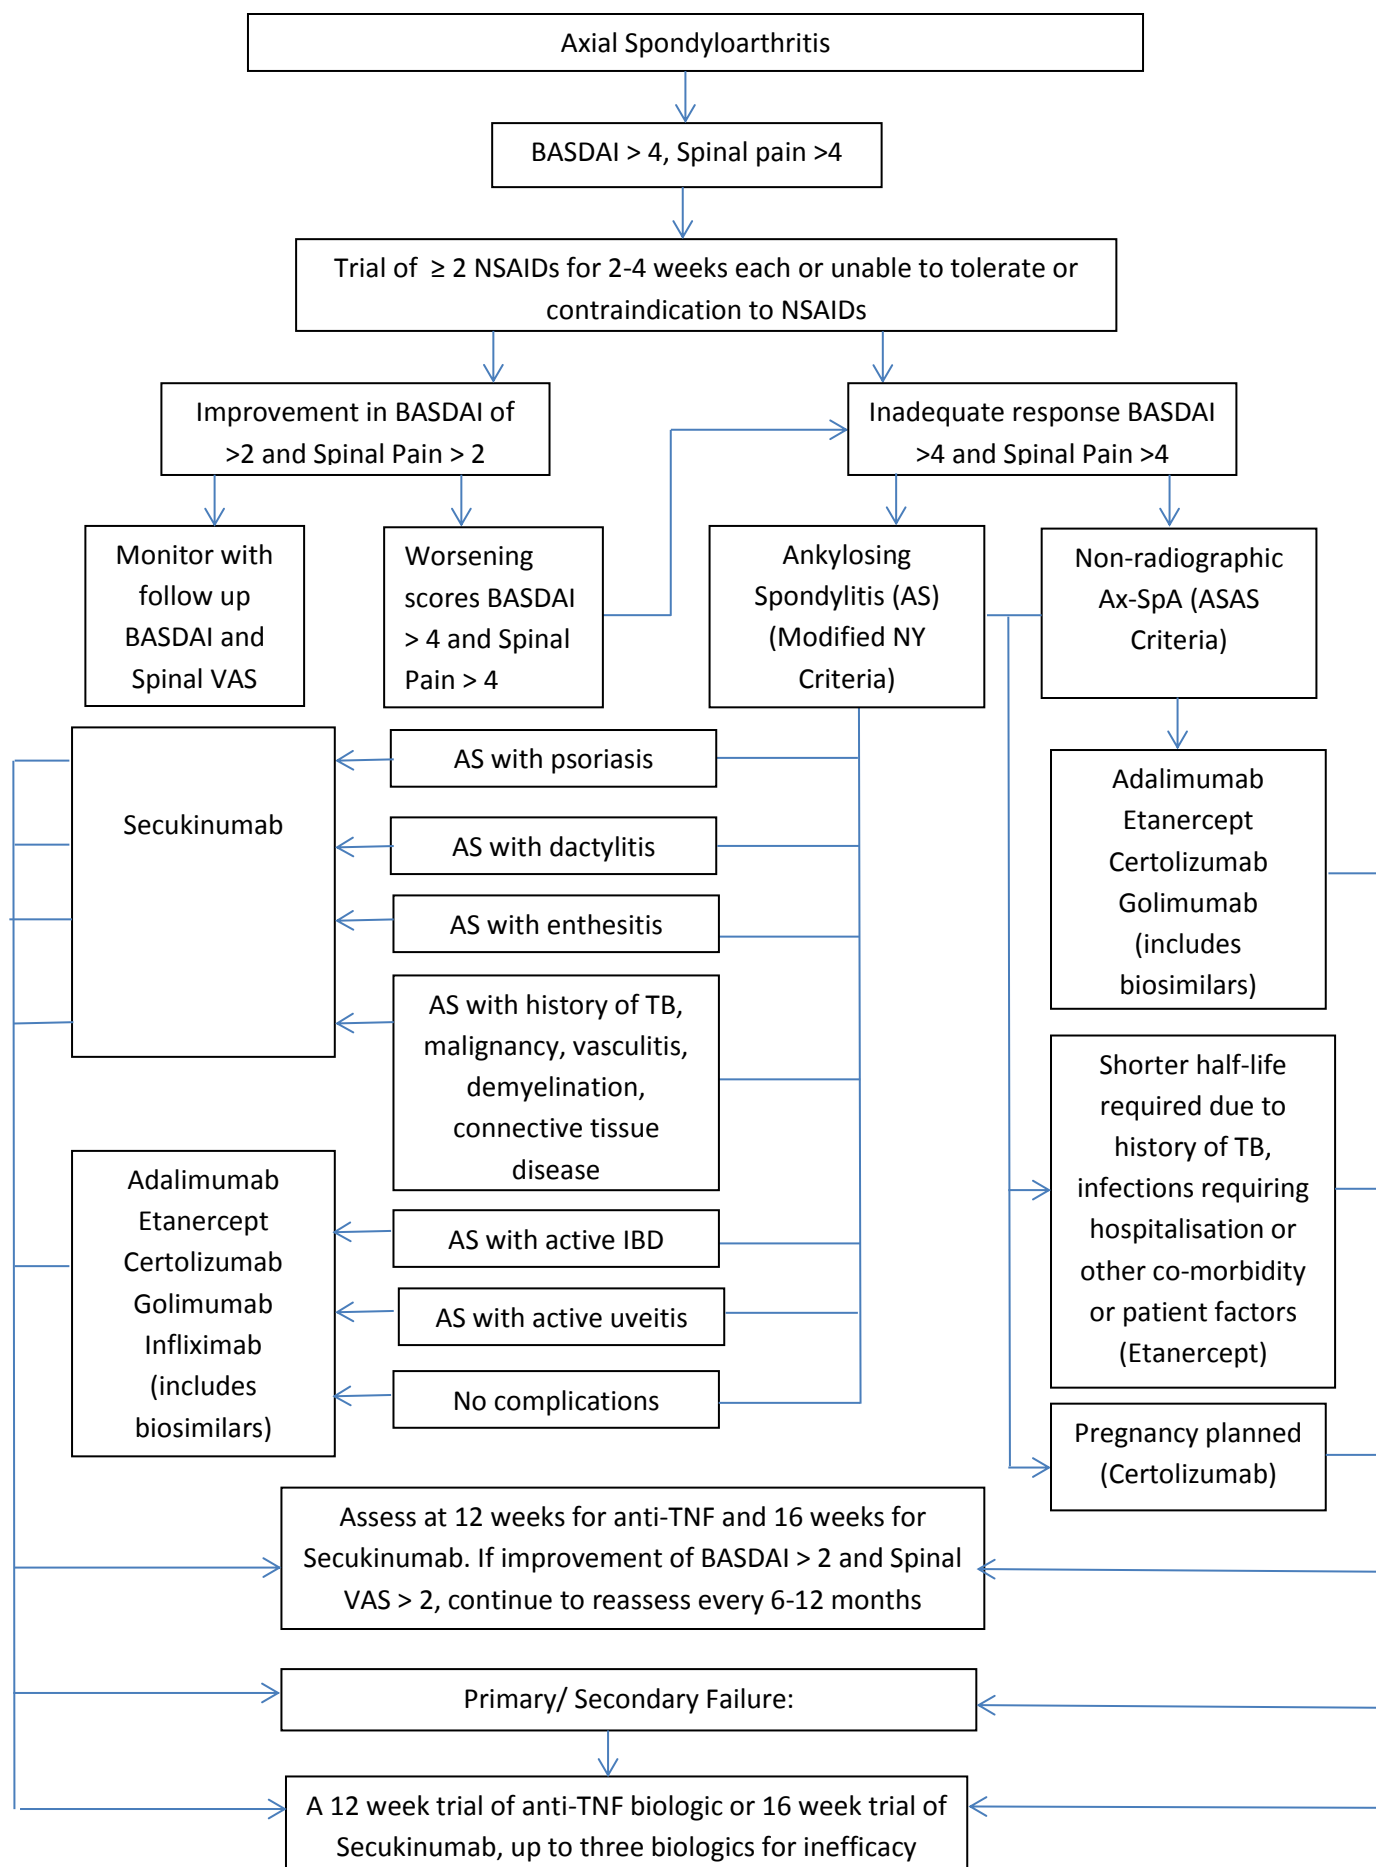 Axial Spondyloarthritis
BASDAI > 4, Spinal pain >4
Trial of ≥ 2 NSAIDs for 2-4 weeks each or unable to tolerate or
contraindication to NSAIDs
Improvement in BASDAI of
>2 and Spinal Pain > 2
Inadequate response BASDAI
>4 and Spinal Pain >4
Monitor with
follow up
BASDAI and
Spinal VAS
Worsening
scores BASDAI
> 4 and Spinal
Pain > 4
Ankylosing
Spondylitis (AS)
(Modified NY
Criteria)
Non-radiographic
Ax-SpA (ASAS
Criteria)
Secukinumab
AS with psoriasis
AS with dactylitis
AS with enthesitis
AS with history of TB,
malignancy, vasculitis,
demyelination,
connective tissue
disease
Adalimumab
Etanercept
Certolizumab
Golimumab
(includes
biosimilars)
Shorter half-life
required due to
history of TB,
infections requiring
hospitalisation or
other co-morbidity
or patient factors
(Etanercept)
Adalimumab
Etanercept
Certolizumab
Golimumab
Infliximab
(includes
biosimilars)
AS with active IBD
AS with active uveitis
No complications
Pregnancy planned
(Certolizumab)
Assess at 12 weeks for anti-TNF and 16 weeks for
Secukinumab. If improvement of BASDAI > 2 and Spinal
VAS > 2, continue to reassess every 6-12 months
Primary/ Secondary Failure:
A 12 week trial of anti-TNF biologic or 16 week trial of
Secukinumab, up to three biologics for inefficacy